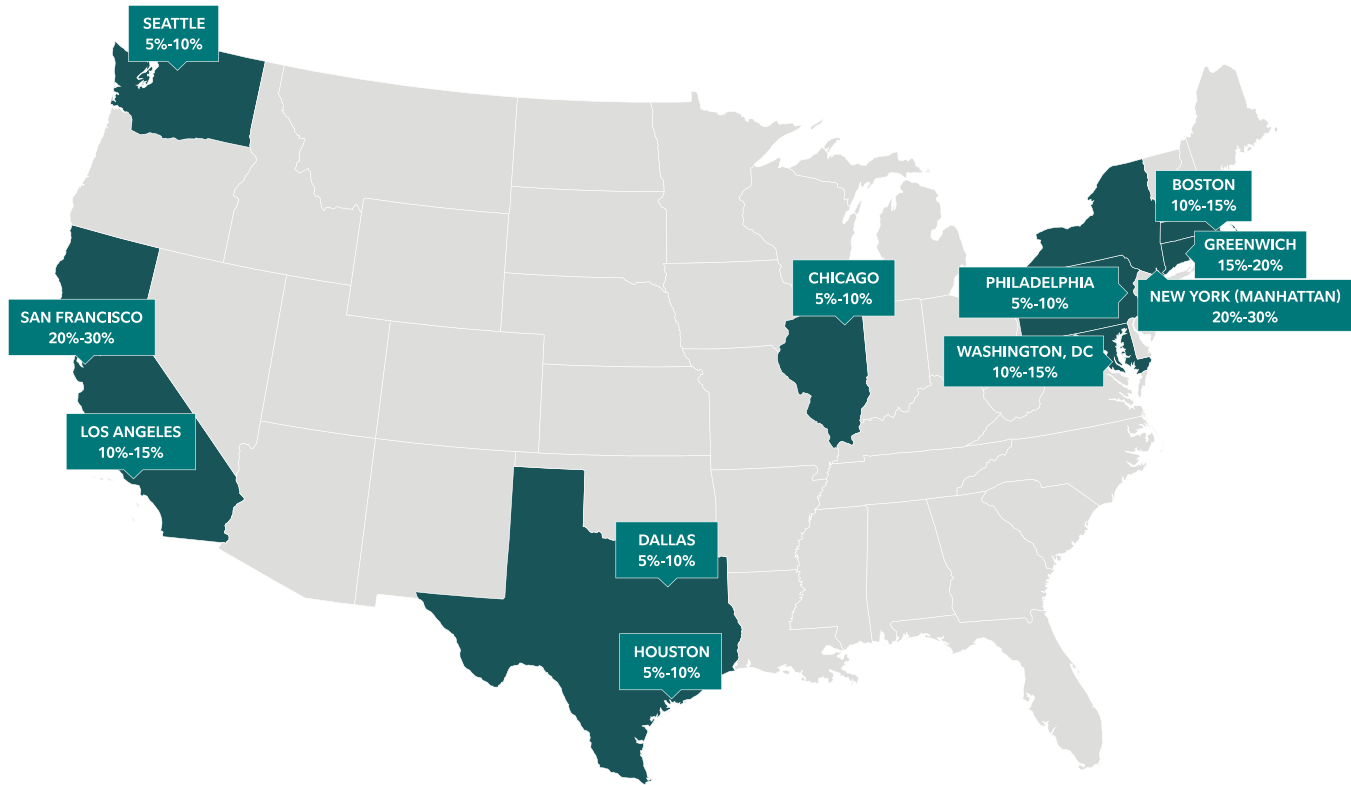 SEATTLE
5%-10%
BOSTON
10%-15%
GREENWICH
15%-20%
CHICAGO
5%-10%
PHILADELPHIA
5%-10%
NEW YORK (MANHATTAN)
20%-30%
SAN FRANCISCO
20%-30%
WASHINGTON, DC
10%-15%
LOS ANGELES
10%-15%
DALLAS
5%-10%
HOUSTON
5%-10%